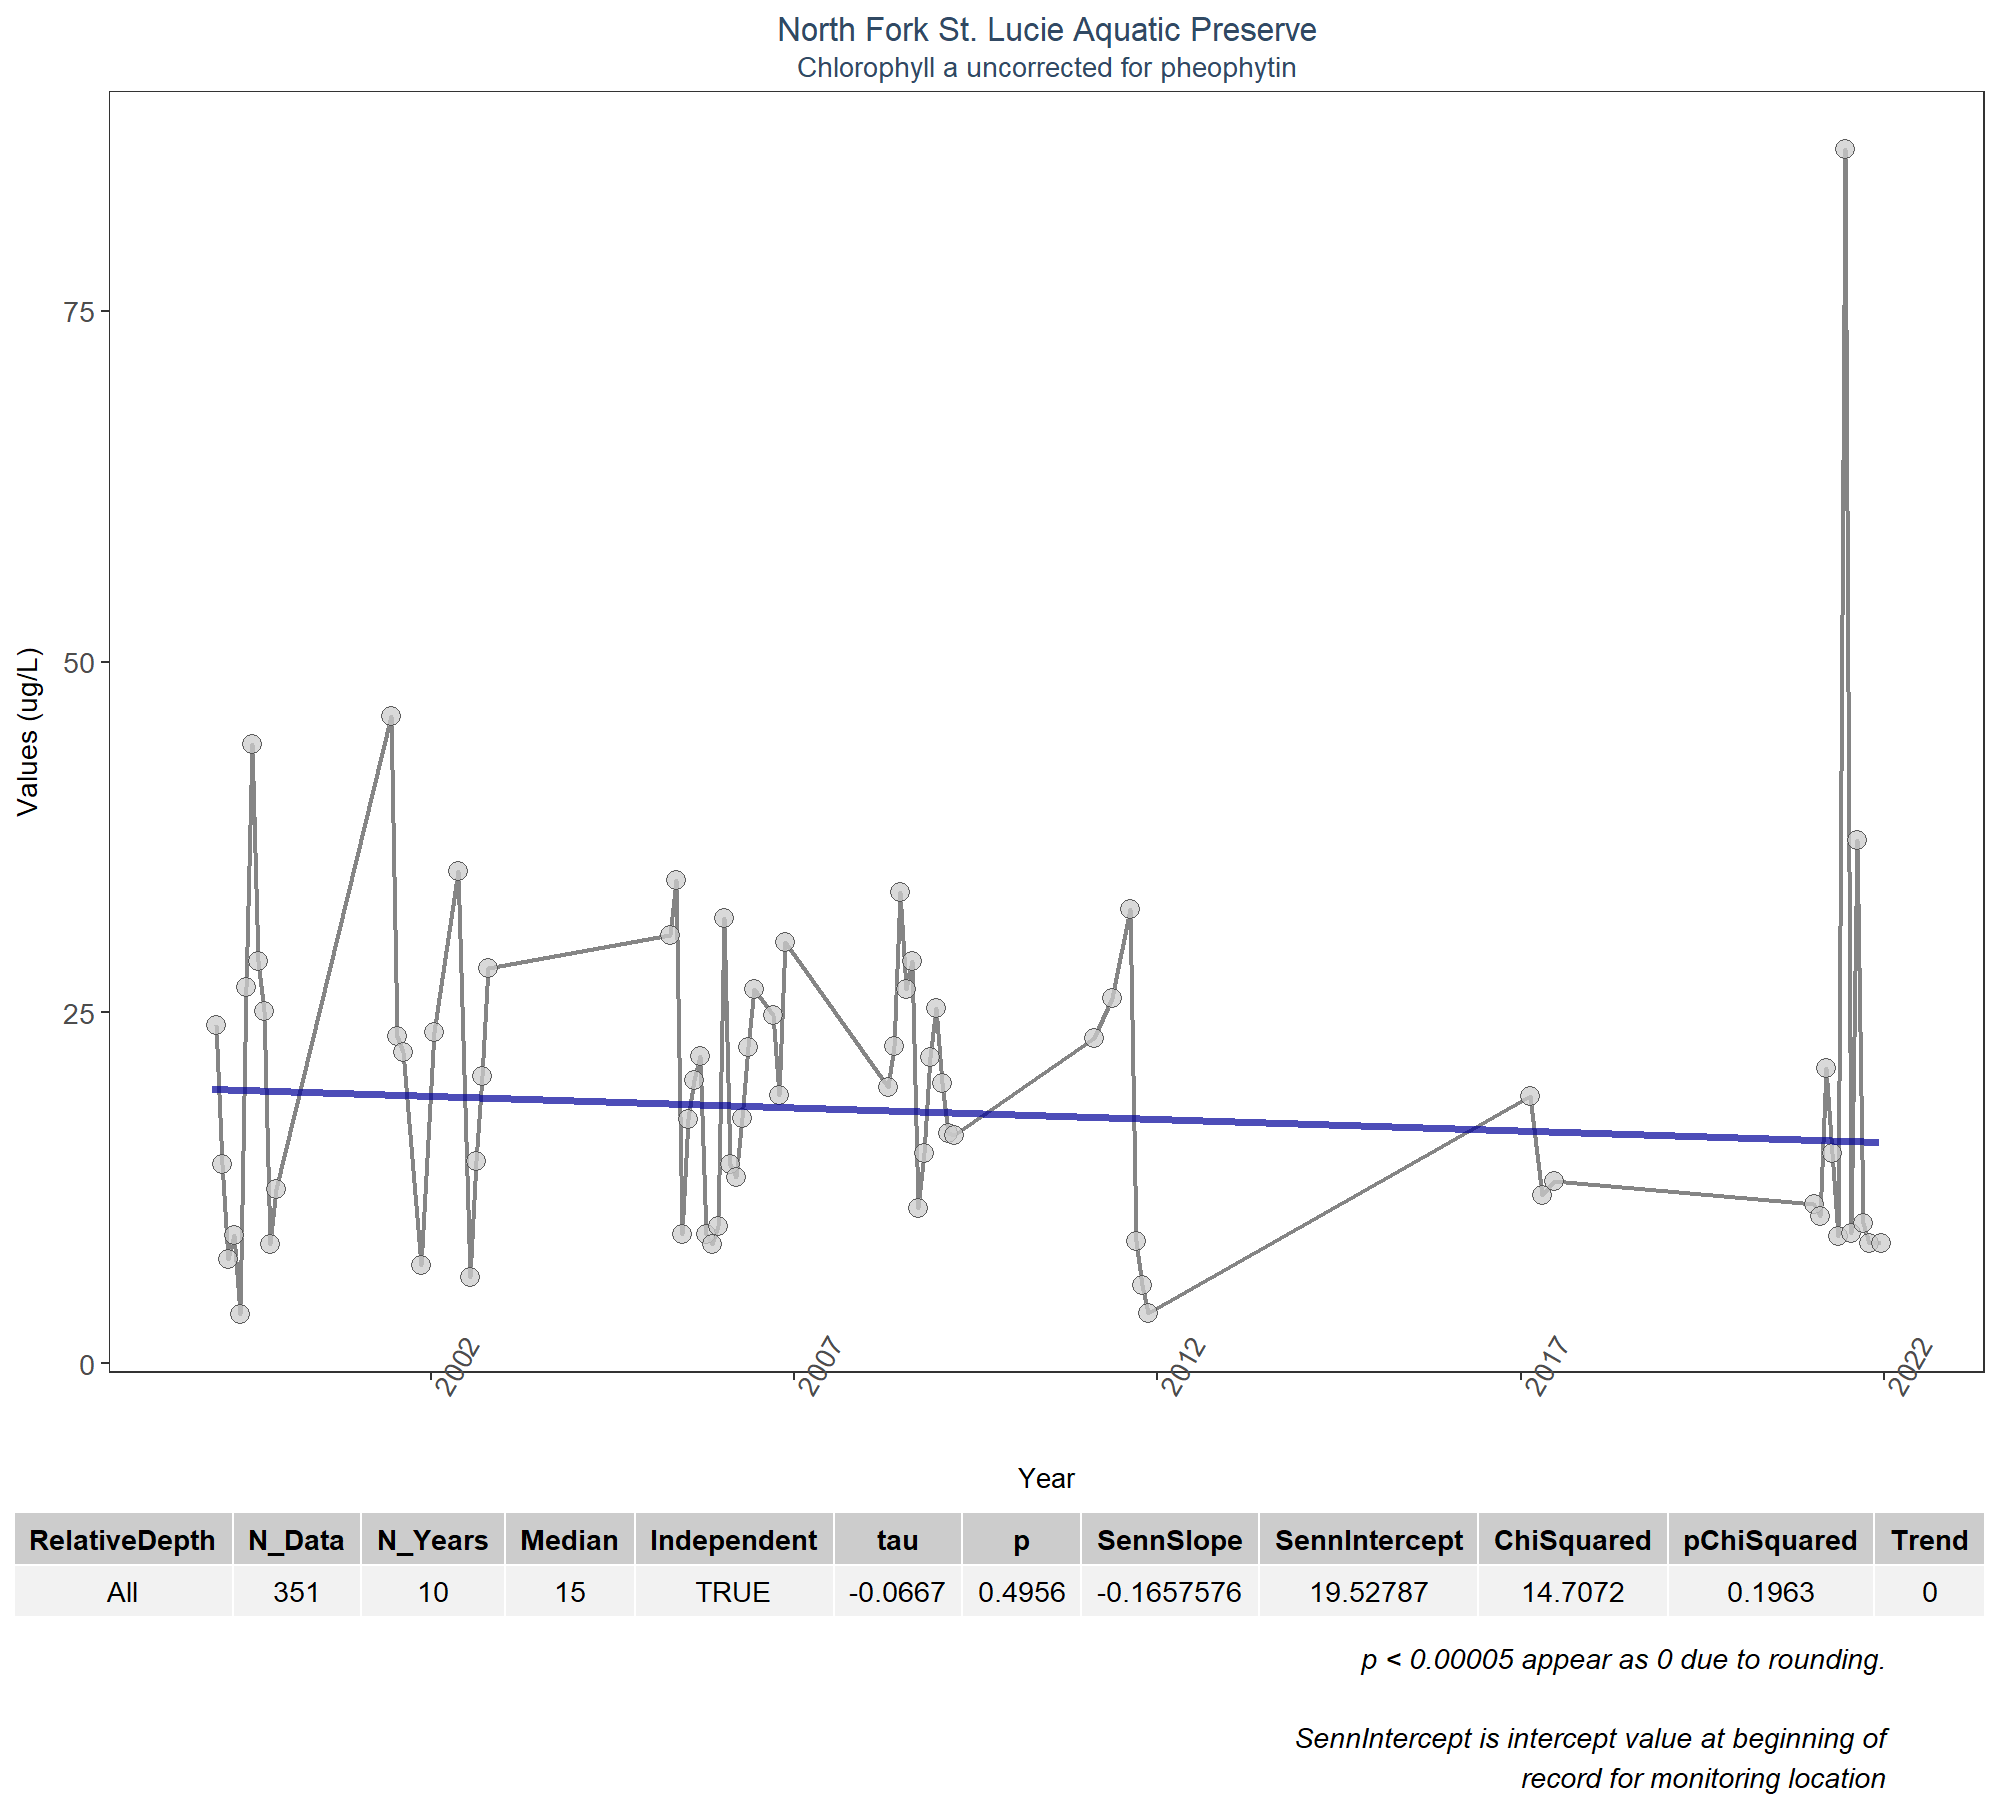 North Fork St. Lucie Aquatic Preserve
Chlorophyll a uncorrected for pheophytin
Values (ug/L)
75
50
25
0
2002 2007 2012 2017 2022
Year
RelativeDepth N_Data N_Years Median Independent tau p SennSlope SennIntercept ChiSquared pChiSquared Trend
All 351 10 15 TRUE -0.0667 0.4956 -0.1657576 19.52787 14.7072 0.1963 0
p < 0.00005 appear as 0 due to rounding.
SennIntercept is intercept value at beginning of
record for monitoring location